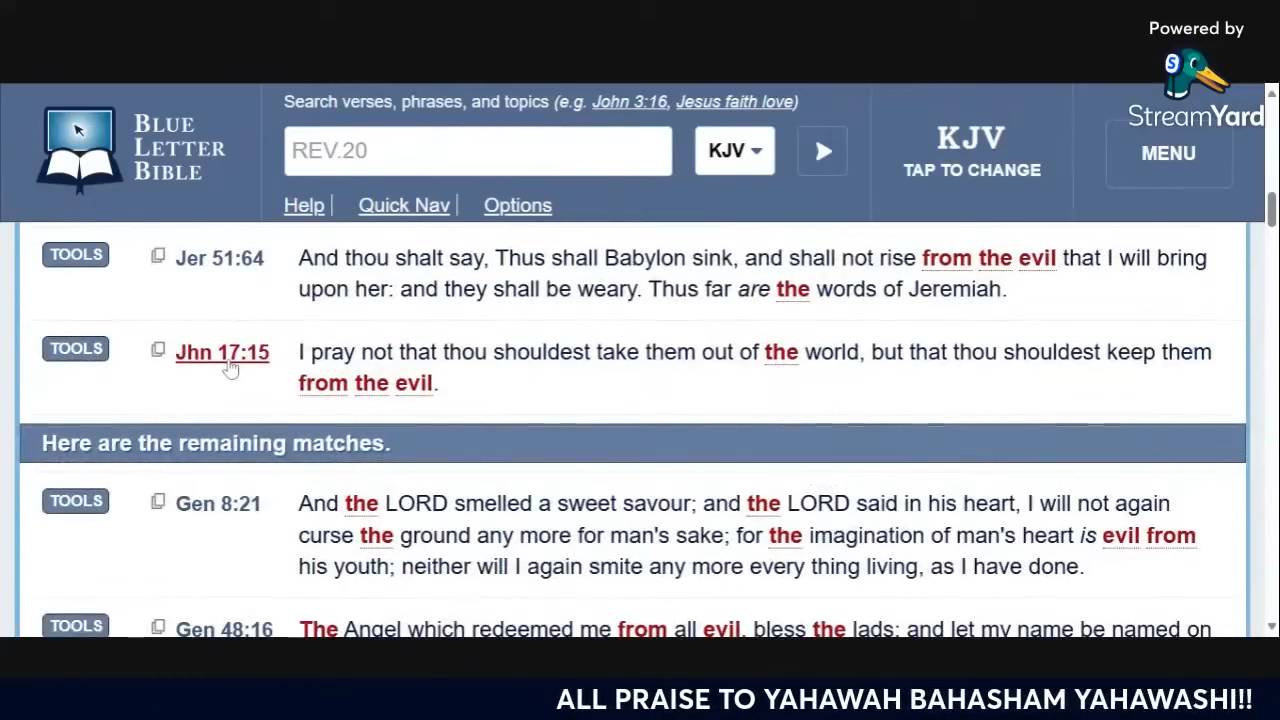 Powered by
S
StreamYard
BLUE
LETTER
BIBLE
Search verses, phrases, and topics (e.g. John 3:16, Jesus faith love)
REV.20
KJV
KJV
TAP TO CHANGE
MENU
Help | Quick Nav | Options
TOOLS Jer 51:64 And thou shalt say, Thus shall Babylon sink, and shall not rise from the evil that I will bring
upon her: and they shall be weary. Thus far are the words of Jeremiah.
TOOLS Jhn 17:15 I pray not that thou shouldest take them out of the world, but that thou shouldest keep them
from the evil.
Here are the remaining matches.
TOOLS Gen 8:21 And the LORD smelled a sweet savour; and the LORD said in his heart, I will not again
curse the ground any more for man's sake; for the imagination of man's heart is evil from
his youth; neither will I again smite any more every thing living, as I have done.
TOOLS Gen 48:16 The Angel which redeemed me from all evil, bless the lads; and let my name be named on
ALL PRAISE TO YAHAWAH BAHASHAM YAHAWASHI!!